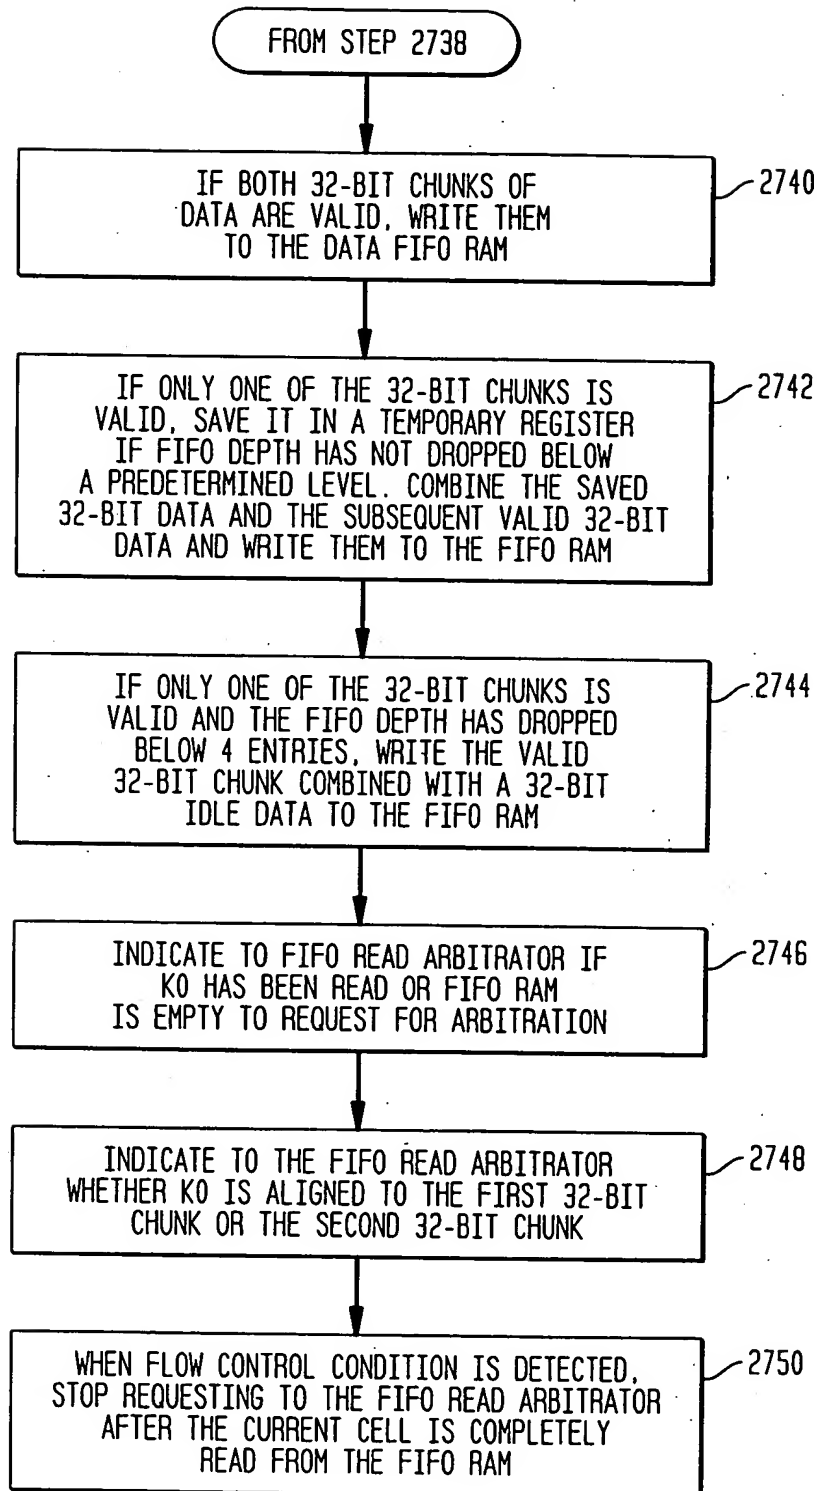 FROM STEP 2738
IF BOTH 32-BIT CHUNKS OF
DATA ARE VALID, WRITE THEM
TO THE DATA FIFO RAM
2740
IF ONLY ONE OF THE 32-BIT CHUNKS IS
VALID, SAVE IT IN A TEMPORARY REGISTER
IF FIFO DEPTH HAS NOT DROPPED BELOW
A PREDETERMINED LEVEL. COMBINE THE SAVED
32-BIT DATA AND THE SUBSEQUENT VALID 32-BIT
DATA AND WRITE THEM TO THE FIFO RAM
2742
IF ONLY ONE OF THE 32-BIT CHUNKS IS
VALID AND THE FIFO DEPTH HAS DROPPED
BELOW 4 ENTRIES, WRITE THE VALID
32-BIT CHUNK COMBINED WITH A 32-BIT
IDLE DATA TO THE FIFO RAM
2744
INDICATE TO FIFO READ ARBITRATOR IF
K0 HAS BEEN READ OR FIFO RAM
IS EMPTY TO REQUEST FOR ARBITRATION
2746
INDICATE TO THE FIFO READ ARBITRATOR
WHETHER K0 IS ALIGNED TO THE FIRST 32-BIT
CHUNK OR THE SECOND 32-BIT CHUNK
2748
WHEN FLOW CONTROL CONDITION IS DETECTED,
STOP REQUESTING TO THE FIFO READ ARBITRATOR
AFTER THE CURRENT CELL IS COMPLETELY
READ FROM THE FIFO RAM
2750